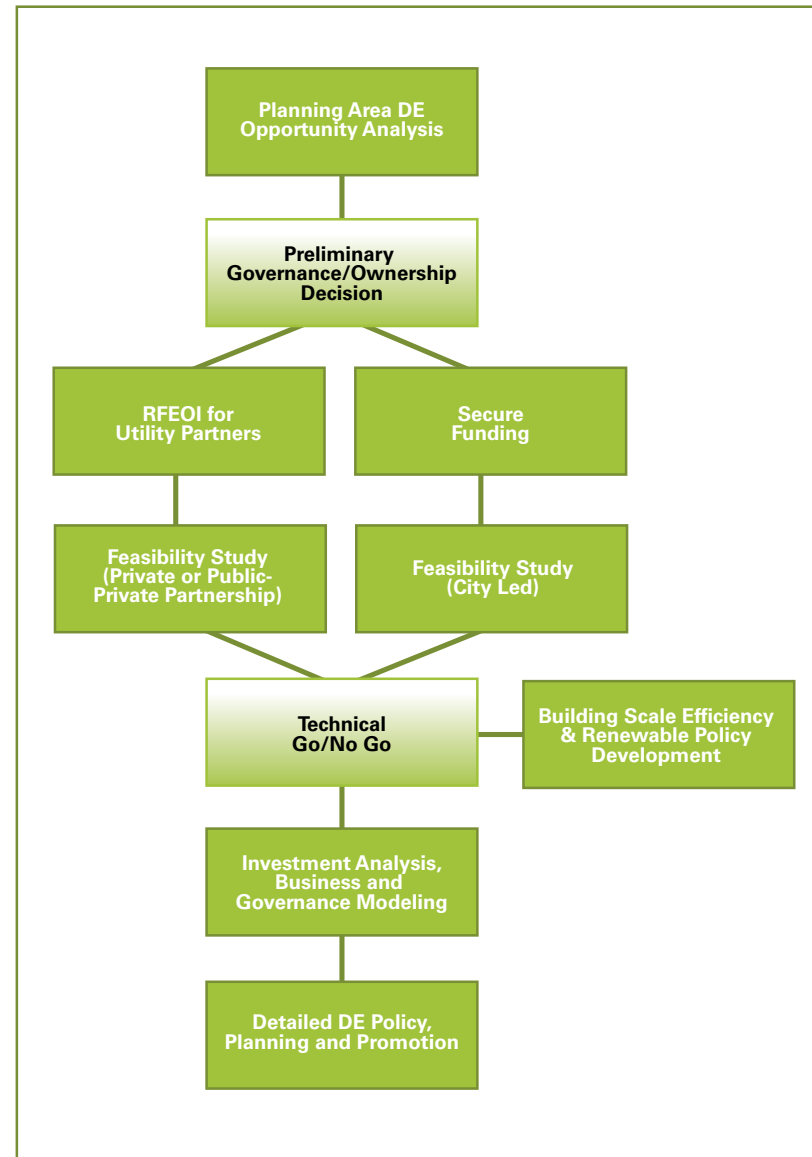 Planning Area DE
Opportunity Analysis
Preliminary
Governance/Ownership
Decision
RFEOI for
Utility Partners
Secure
Funding
Feasibility Study
(Private or Public-
Private Partnership)
Feasibility Study
(City Led)
Technical
Go/No Go
Building Scale Efficiency
& Renewable Policy
Development
Investment Analysis,
Business and
Governance Modeling
Detailed DE Policy,
Planning and Promotion